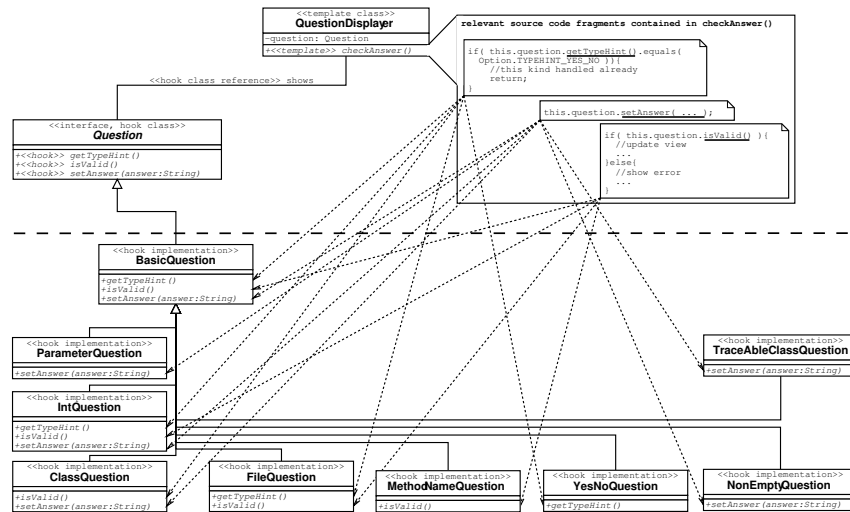 <<template class>>
QuestionDisplayer
-question: Question
+<<template>> checkAnswer()
relevant source code fragments contained in checkAnswer()
if( this.question.getTypeHint().equals(
Option.TYPEHINT_YES_NO )){
//this kind handled already
return;
}
<<hook class reference>> shows
this.question.setAnswer( ... );
<<interface, hook class>>
Question
+<<hook>> getTypeHint()
+<<hook>> isValid()
+<<hook>> setAnswer(answer:String)
if( this.question.isValid() ){
//update view
...
}else{
//show error
...
}
<<hook implementation>>
BasicQuestion
+getTypeHint()
+isValid()
+setAnswer(answer:String)
<<hook implementation>>
ParameterQuestion
+setAnswer(answer:String)
<<hook implementation>>
TraceAbleClassQuestion
+setAnswer(answer:String)
<<hook implementation>>
IntQuestion
+getTypeHint()
+isValid()
+setAnswer(answer:String)
<<hook implementation>>
ClassQuestion
+isValid()
+setAnswer(answer:String)
<<hook implementation>>
FileQuestion
+getTypeHint()
+isValid()
<<hook implementation>>
MethodNameQuestion
+isValid()
<<hook implementation>>
YesNoQuestion
+getTypeHint()
<<hook implementation>>
NonEmptyQuestion
+setAnswer(answer:String)